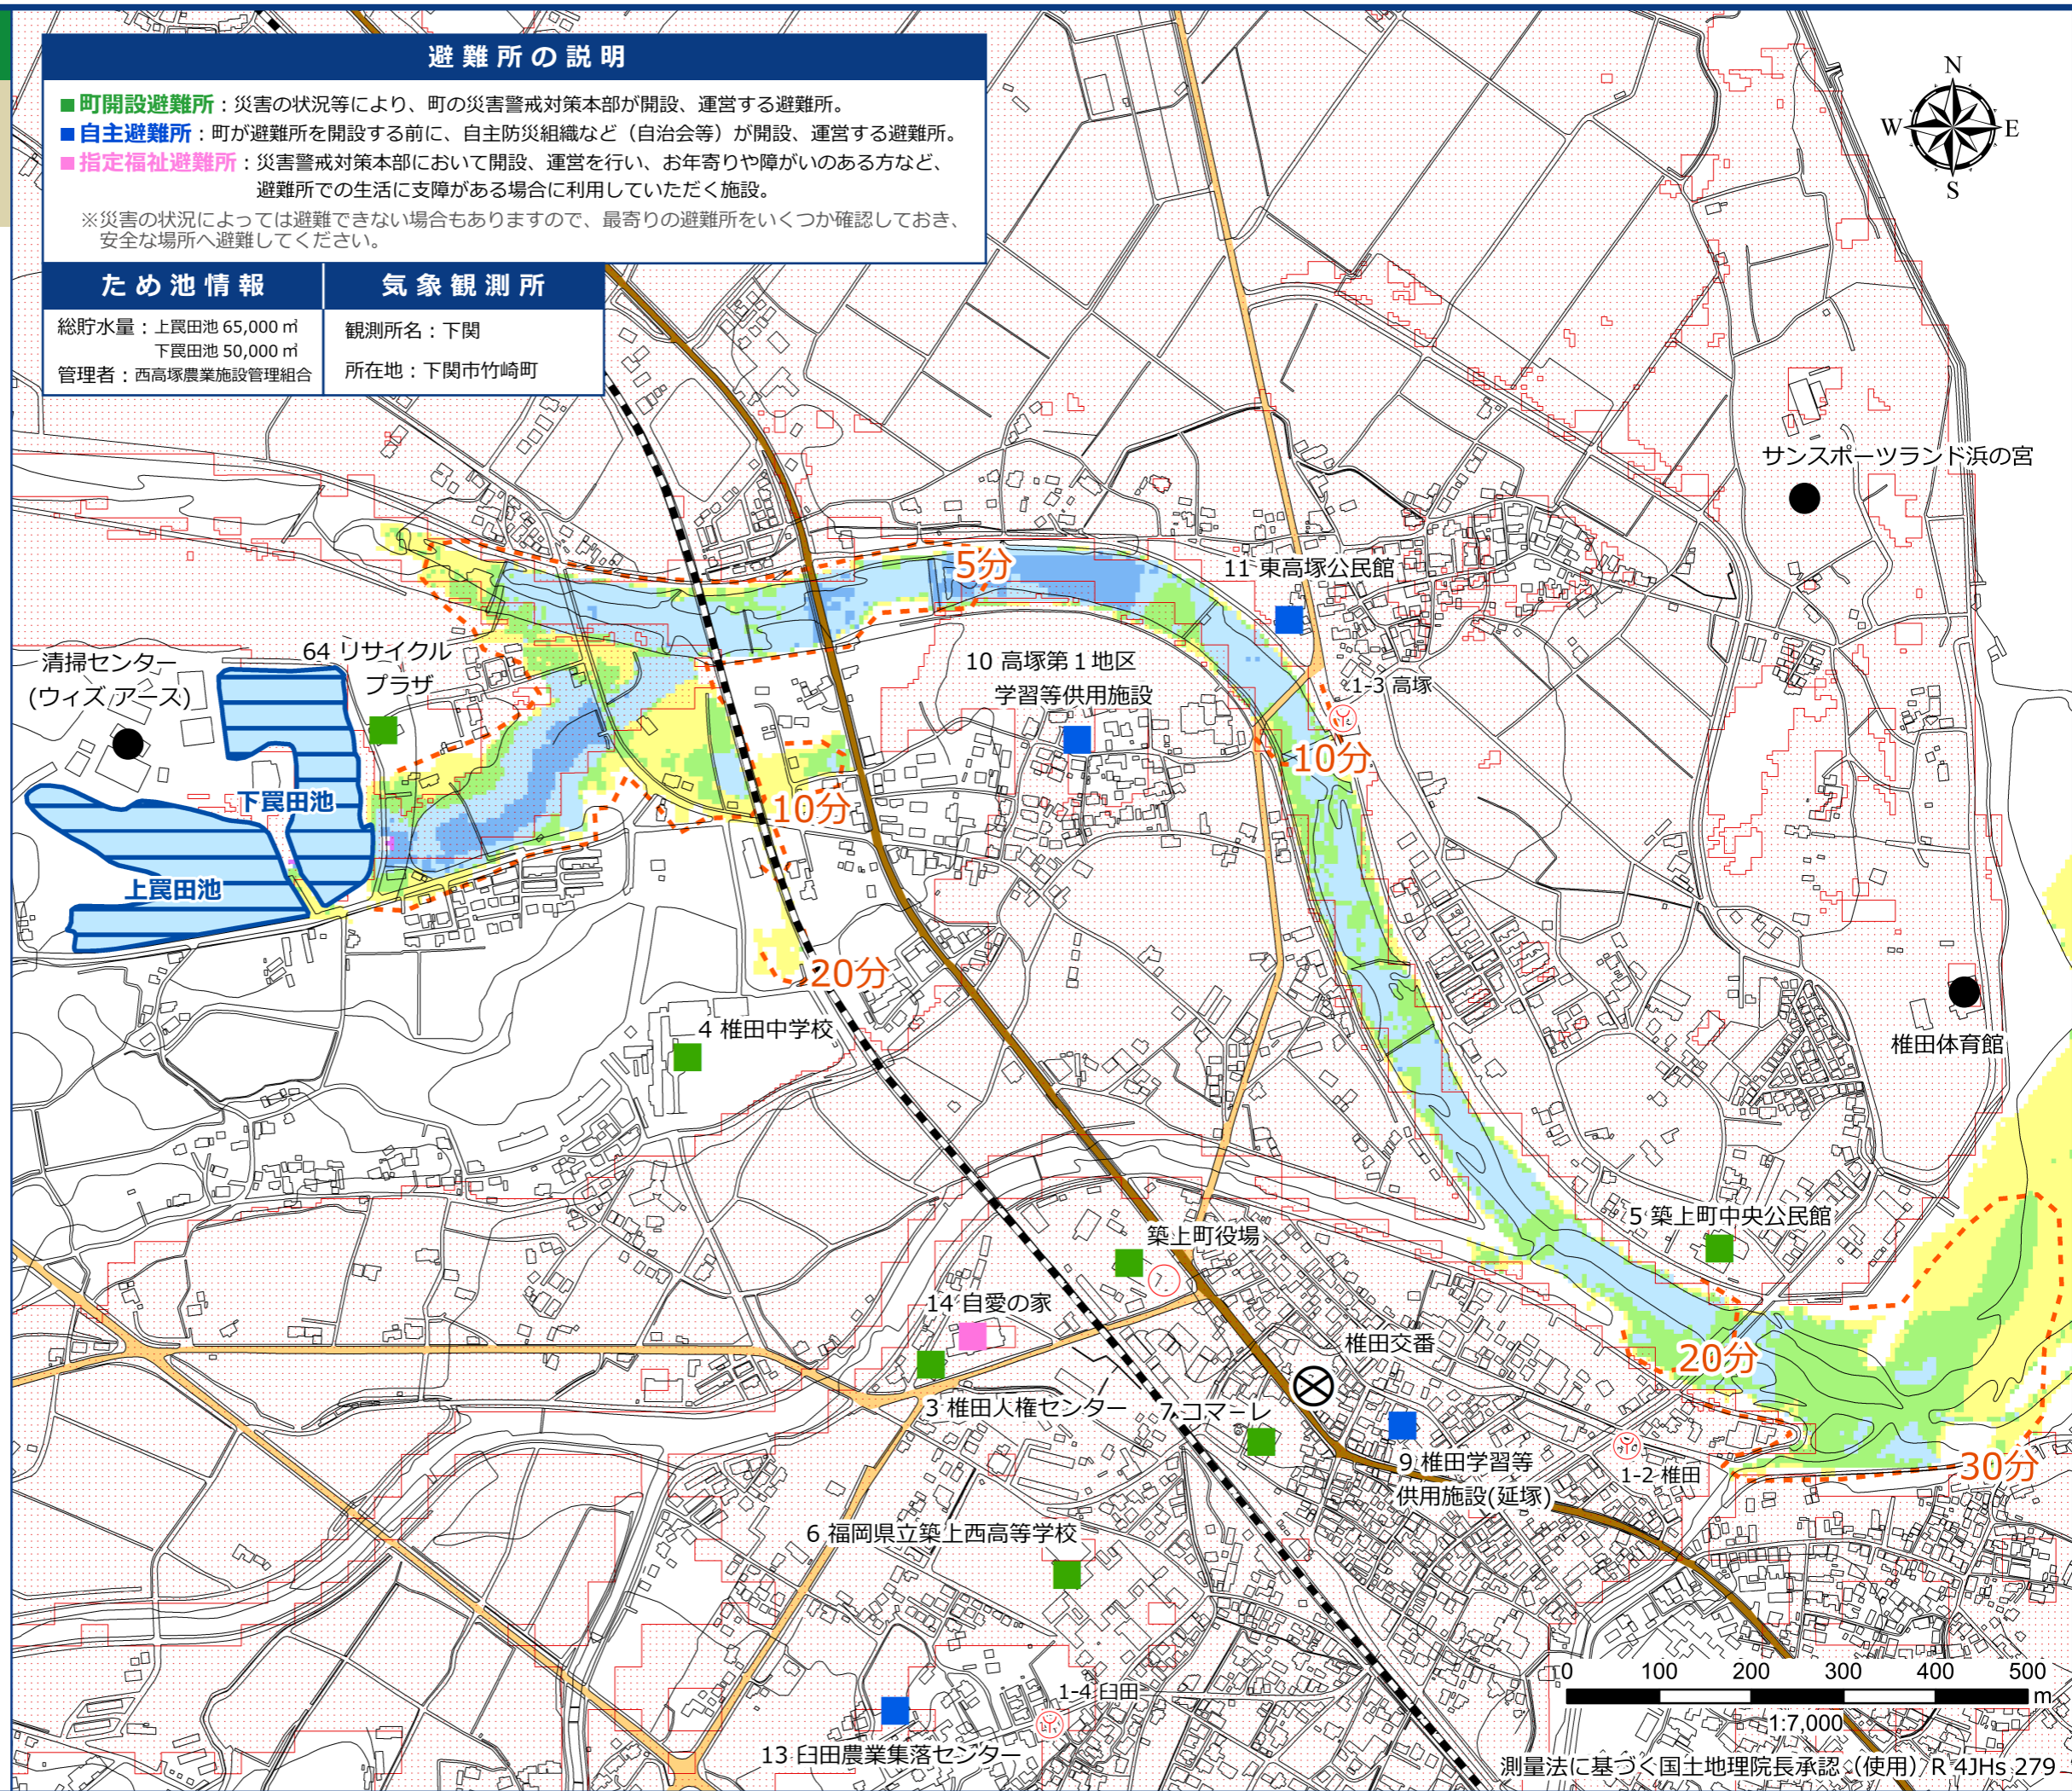 避難所の説明
■町開設避難所：災害の状況等により、町の災害警戒対策本部が開設、運営する避難所。
■自主避難所：町が避難所を開設する前に、自主防災組織など（自治会等）が開設、運営する避難所。
■指定福祉避難所：災害警戒対策本部において開設、運営を行い、お年寄りや障がいのある方など、
避難所での生活に支障がある場合に利用していただく施設。
※災害の状況によっては避難できない場合もありますので、最寄りの避難所をいくつか確認しておき、
安全な場所へ避難してください。
ため池情報
総貯水量：上罠田池 65,000 ㎥
下罠田池 50,000 ㎥
管理者：西高塚農業施設管理組合
気象観測所
観測所名：下関
所在地：下関市竹崎町
N
W
E
S
サンスポーツランド浜の宮
5分
11 東高塚公民館
64 リサイクル
プラザ
清掃センター
(ウィズ アース)
10 高塚第１地区
学習等供用施設
1-3 高塚
10分
下罠田池
10分
上罠田池
20分
4 椎田中学校
椎田体育館
5 築上町中央公民館
築上町役場
14 自愛の家
椎田交番
20分
3 椎田人権センター
7 コマーレ
9 椎田学習等
供用施設(延塚)
1-2 椎田
30分
6 福岡県立築上西高等学校
1-4 臼田
13 臼田農業集落センター
0 100 200 300 400 500
m
1:7,000
測量法に基づく国土地理院長承認（使用）R 4JHs 279